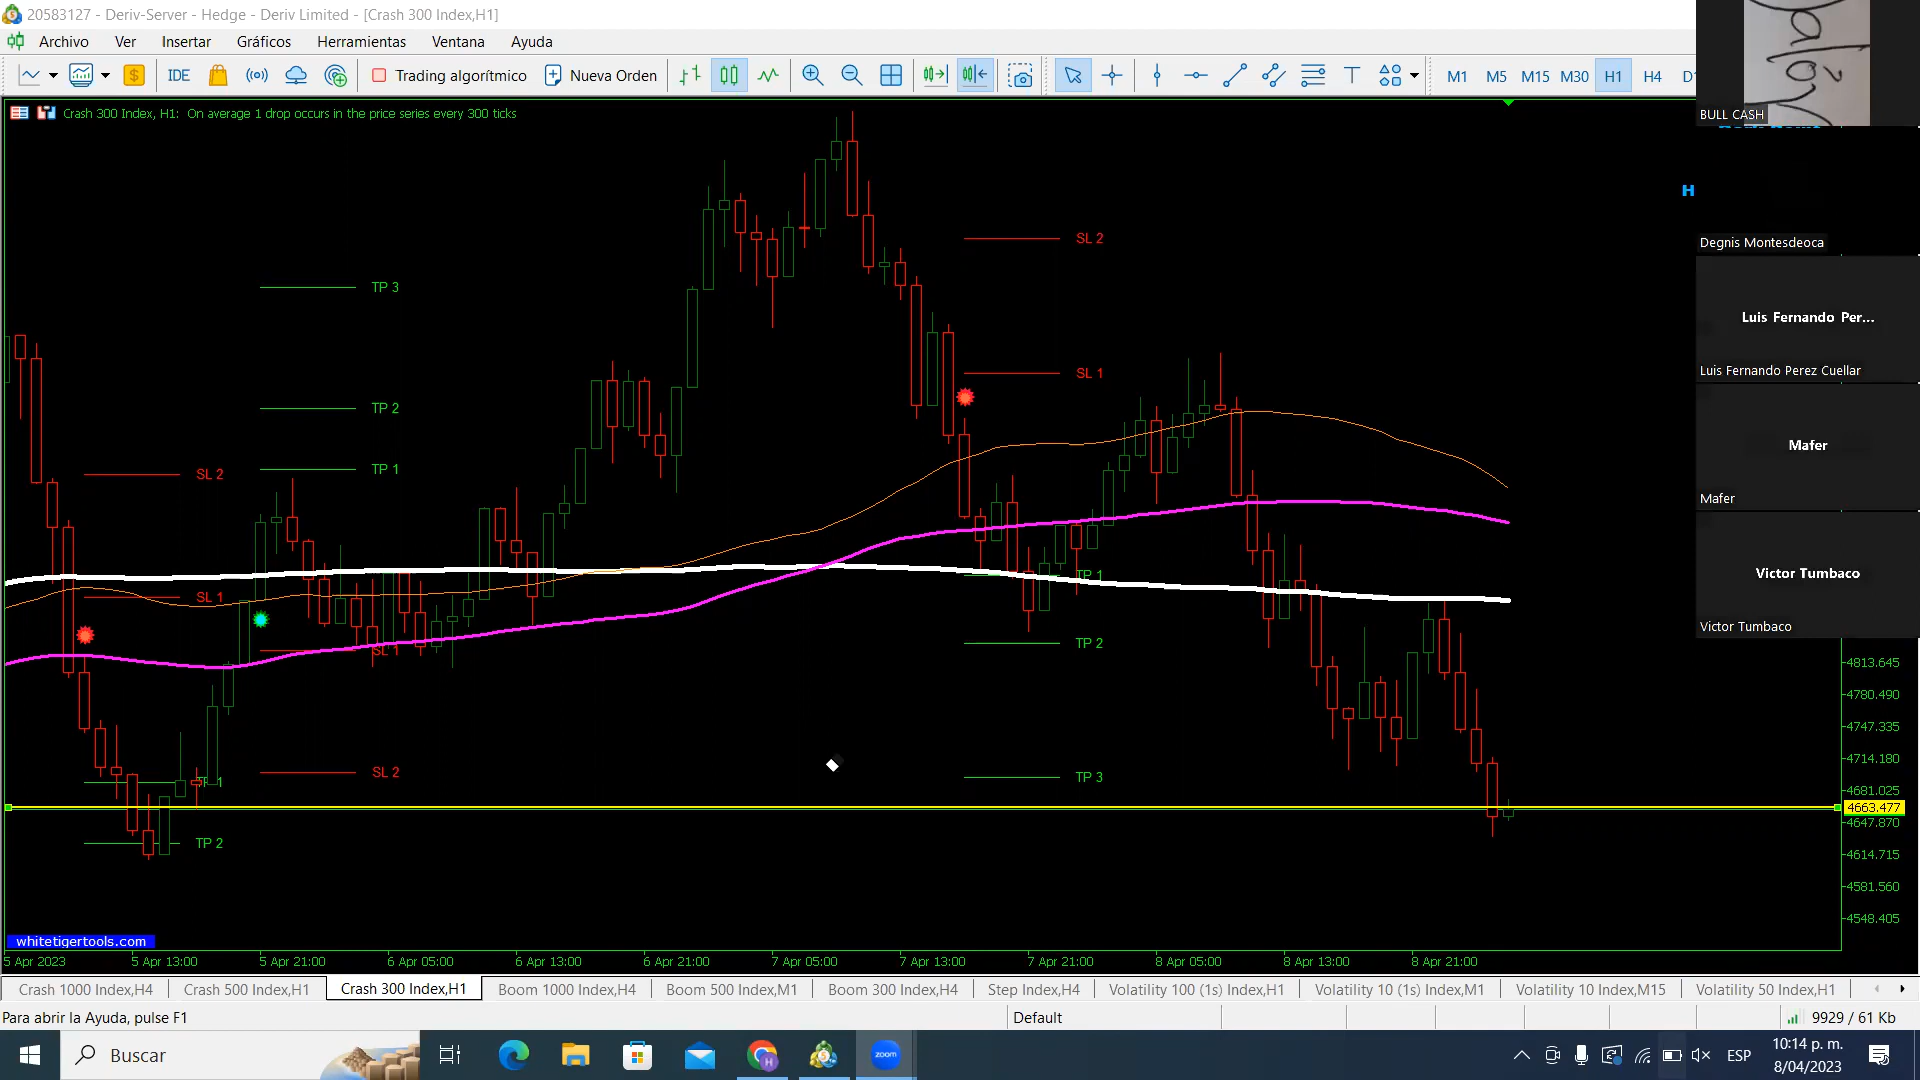 20583127 - Deriv-Server - Hedge - Deriv Limited - [Crash 300 Index,H1]
Archivo Ver Insertar Gráficos Herramientas Ventana Ayuda
IDE Trading algorítmico Nueva Orden M1 M5 M15 M30 H1 H4
Crash 300 Index, H1: On average 1 drop occurs in the price series every 300 ticks
BULL CASH
H
Degnis Montesdeoca
Luis Fernando Per...
Luis Fernando Perez Cuellar
Mafer
Mafer
Victor Tumbaco
Victor Tumbaco
SL 2
TP 3
SL 1
TP 2
TP 1
SL 2
TP 1
SL 1
TP 2
SL 1
SL 2
TP 3
TP 2
4813.645
4780.490
4747.335
4714.180
4681.025
4663.477
4647.870
4614.715
4581.560
4548.405
whitetigertools.com
5 Apr 2023 5 Apr 13:00 5 Apr 21:00 6 Apr 05:00 6 Apr 13:00 6 Apr 21:00 7 Apr 05:00 7 Apr 13:00 7 Apr 21:00 8 Apr 05:00 8 Apr 13:00 8 Apr 21:00
Crash 1000 Index,H4 Crash 500 Index,H1 Crash 300 Index,H1 Boom 1000 Index,H4 Boom 500 Index,M1 Boom 300 Index,H4 Step Index,H4 Volatility 100 (1s) Index,H1 Volatility 10 (1s) Index,M1 Volatility 10 Index,M15 Volatility 50 Index,H1
Para abrir la Ayuda, pulse F1 Default 9929 / 61 Kb
Buscar zoom ESP 10:14 p. m.
8/04/2023